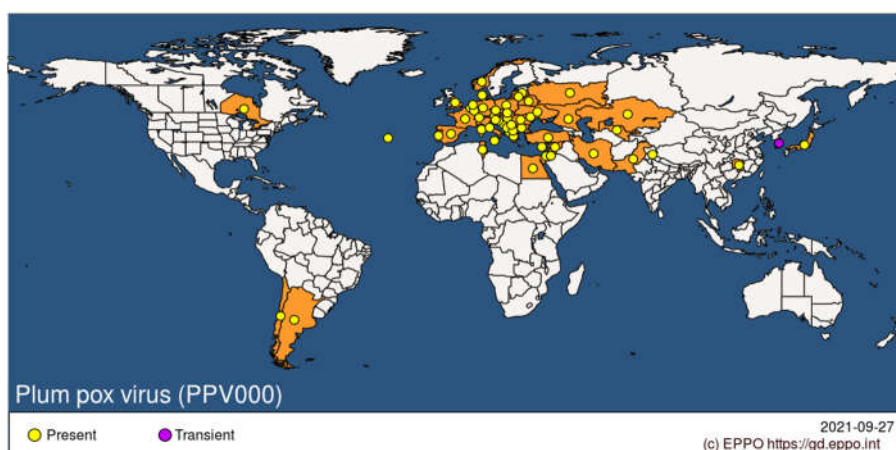 Plum pox virus (PPV000)
Present
Transient
2021-09-27
(c) EPPO https://gd.eppo.int